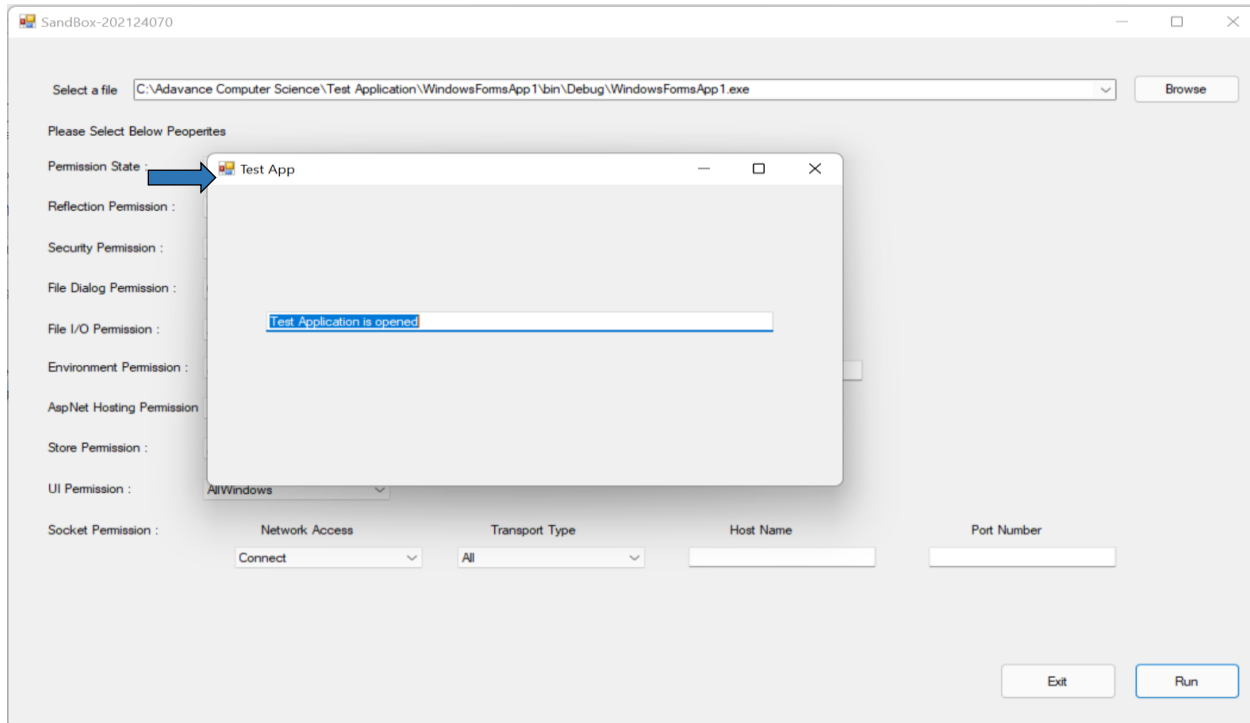 SandBox-202124070
Select a file C:\Adavance Computer Science\Test Application\WindowsFormsApp1\bin\Debug\WindowsFormsApp1.exe Browse
Please Select Below Peoperites
Permission State :
Test App
Reflection Permission :
Security Permission :
File Dialog Permission :
Test Application is opened
File I/O Permission :
Environment Permission :
AspNet Hosting Permission
Store Permission :
UI Permission : AllWindows
Socket Permission : Network Access Transport Type Host Name Port Number
Connect All
Exit Run